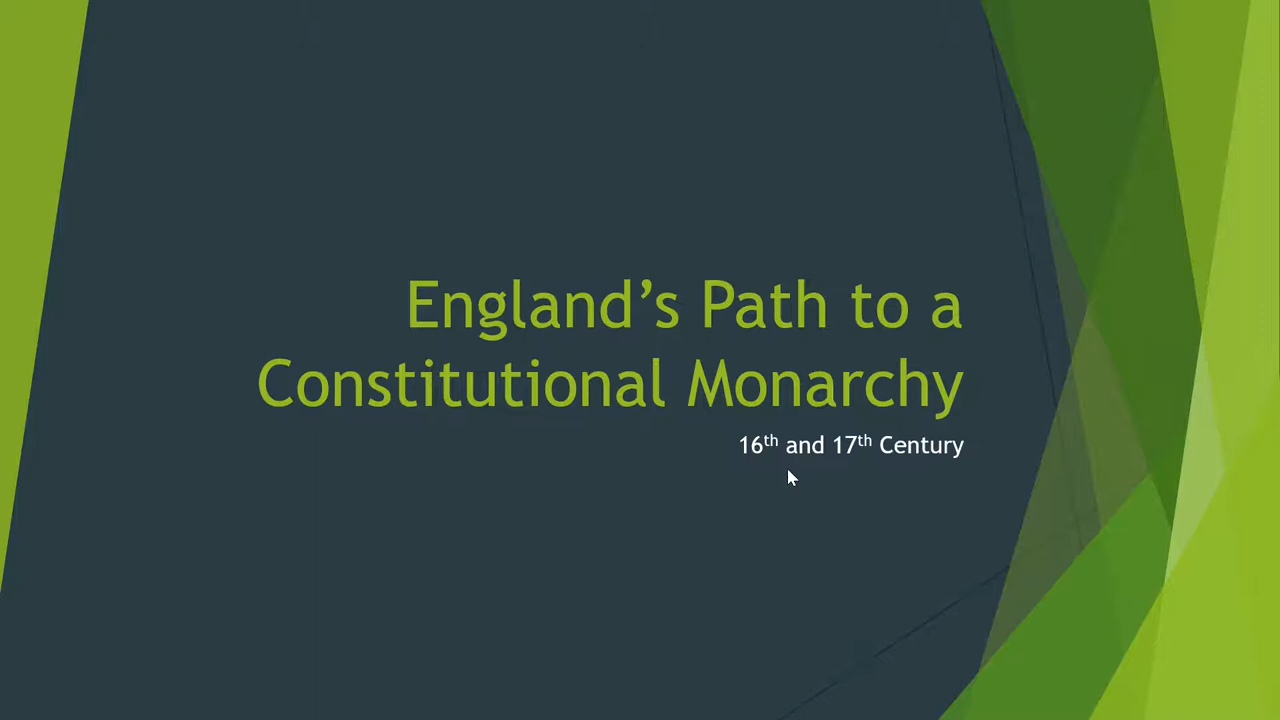 England’s Path to a
Constitutional Monarchy
16th and 17th Century